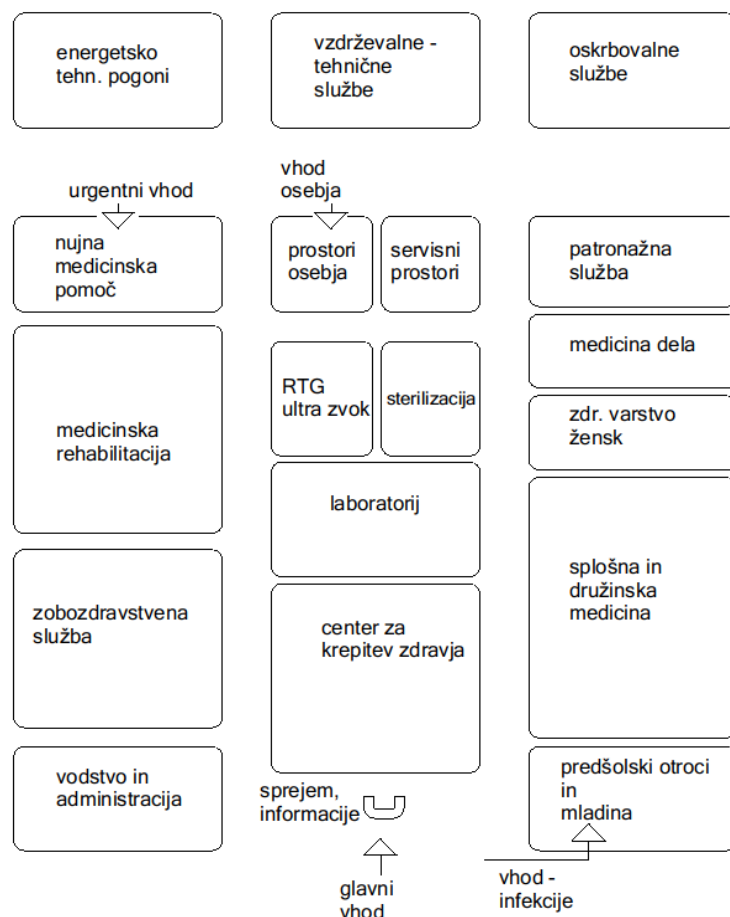 energetsko
tehn. pogoni
vzdrževalne -
tehnične
službe
oskrbovalne
službe
urgentni vhod
vhod
osebja
nujna
medicinska
pomoč
prostori
osebja
servisni
prostori
patronažna
služba
medicina dela
RTG
ultra zvok
sterilizacija
zdr. varstvo
žensk
medicinska
rehabilitacija
laboratorij
splošna in
družinska
medicina
zobozdravstvena
služba
center za
krepitev zdravja
vodstvo in
administracija
sprejem,
informacije
predšolski otroci
in
mladina
glavni
vhod
vhod -
infekcije